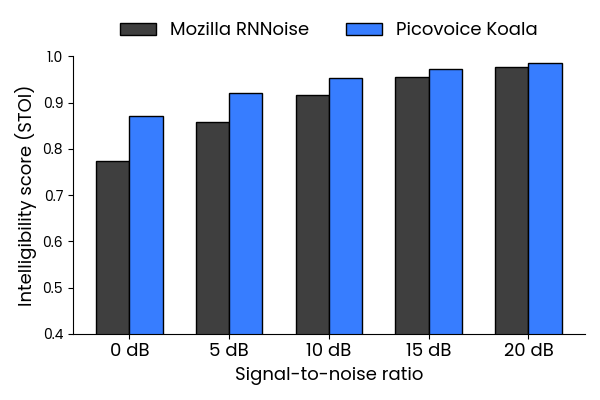 Mozilla RNNoise Picovoice Koala
Intelligibility score (STOI)
1.0
0.9
0.8
0.7
0.6
0.5
0.4
0 dB 5 dB 10 dB 15 dB 20 dB
Signal-to-noise ratio